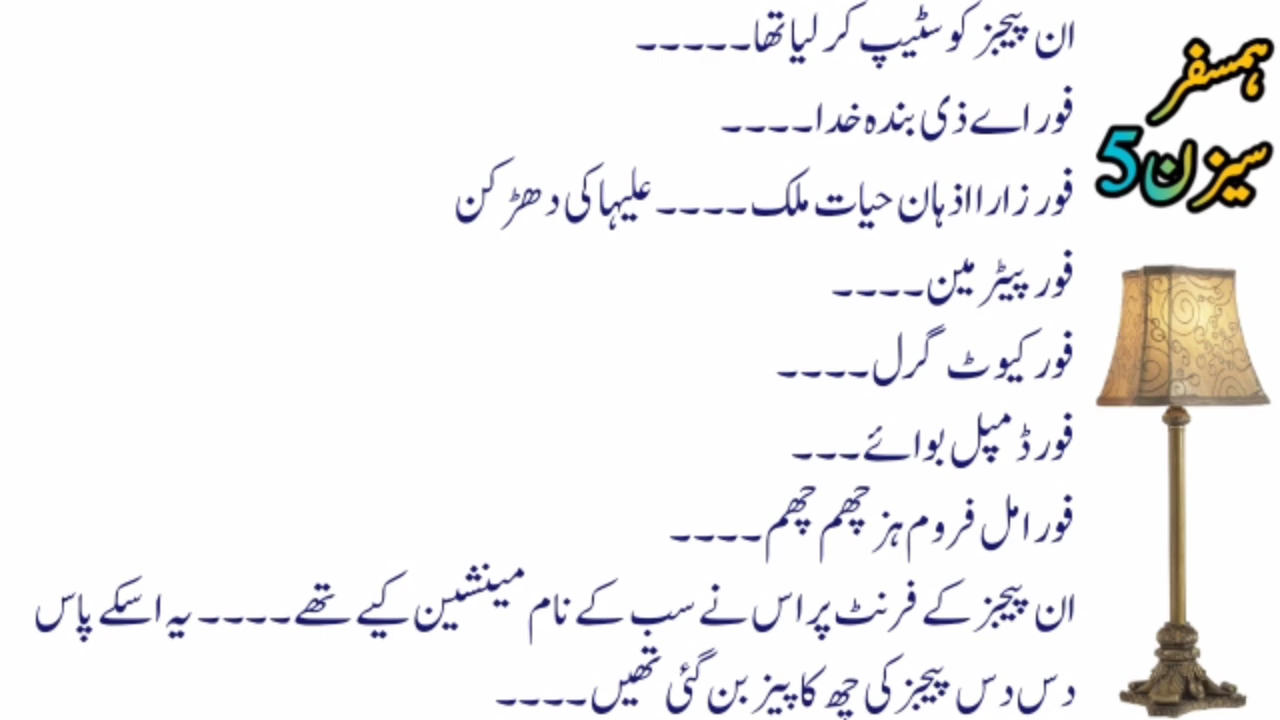 ان پیجز کو سٹیپ کر لیا تھا۔۔۔۔۔
فور اے ذی بندہ خدا۔۔۔۔
فور زارا اذہان حیات ملک۔۔۔۔ علیہا کی دھڑکن
فور پیٹر مین۔۔۔۔
فور کیوٹ گرل۔۔۔۔
فور ڈمپل بوائے۔۔۔
فور امل فروم ہز چھم چھم۔۔۔۔
ان پیجز کے فرنٹ پر اس نے سب کے نام مینشین کیے تھے۔۔۔۔ یہ اسکے پاس
دس دس پیجز کی چھ کاپیز بن گئی تھیں۔۔۔۔
ہمسفر
سیزن 5